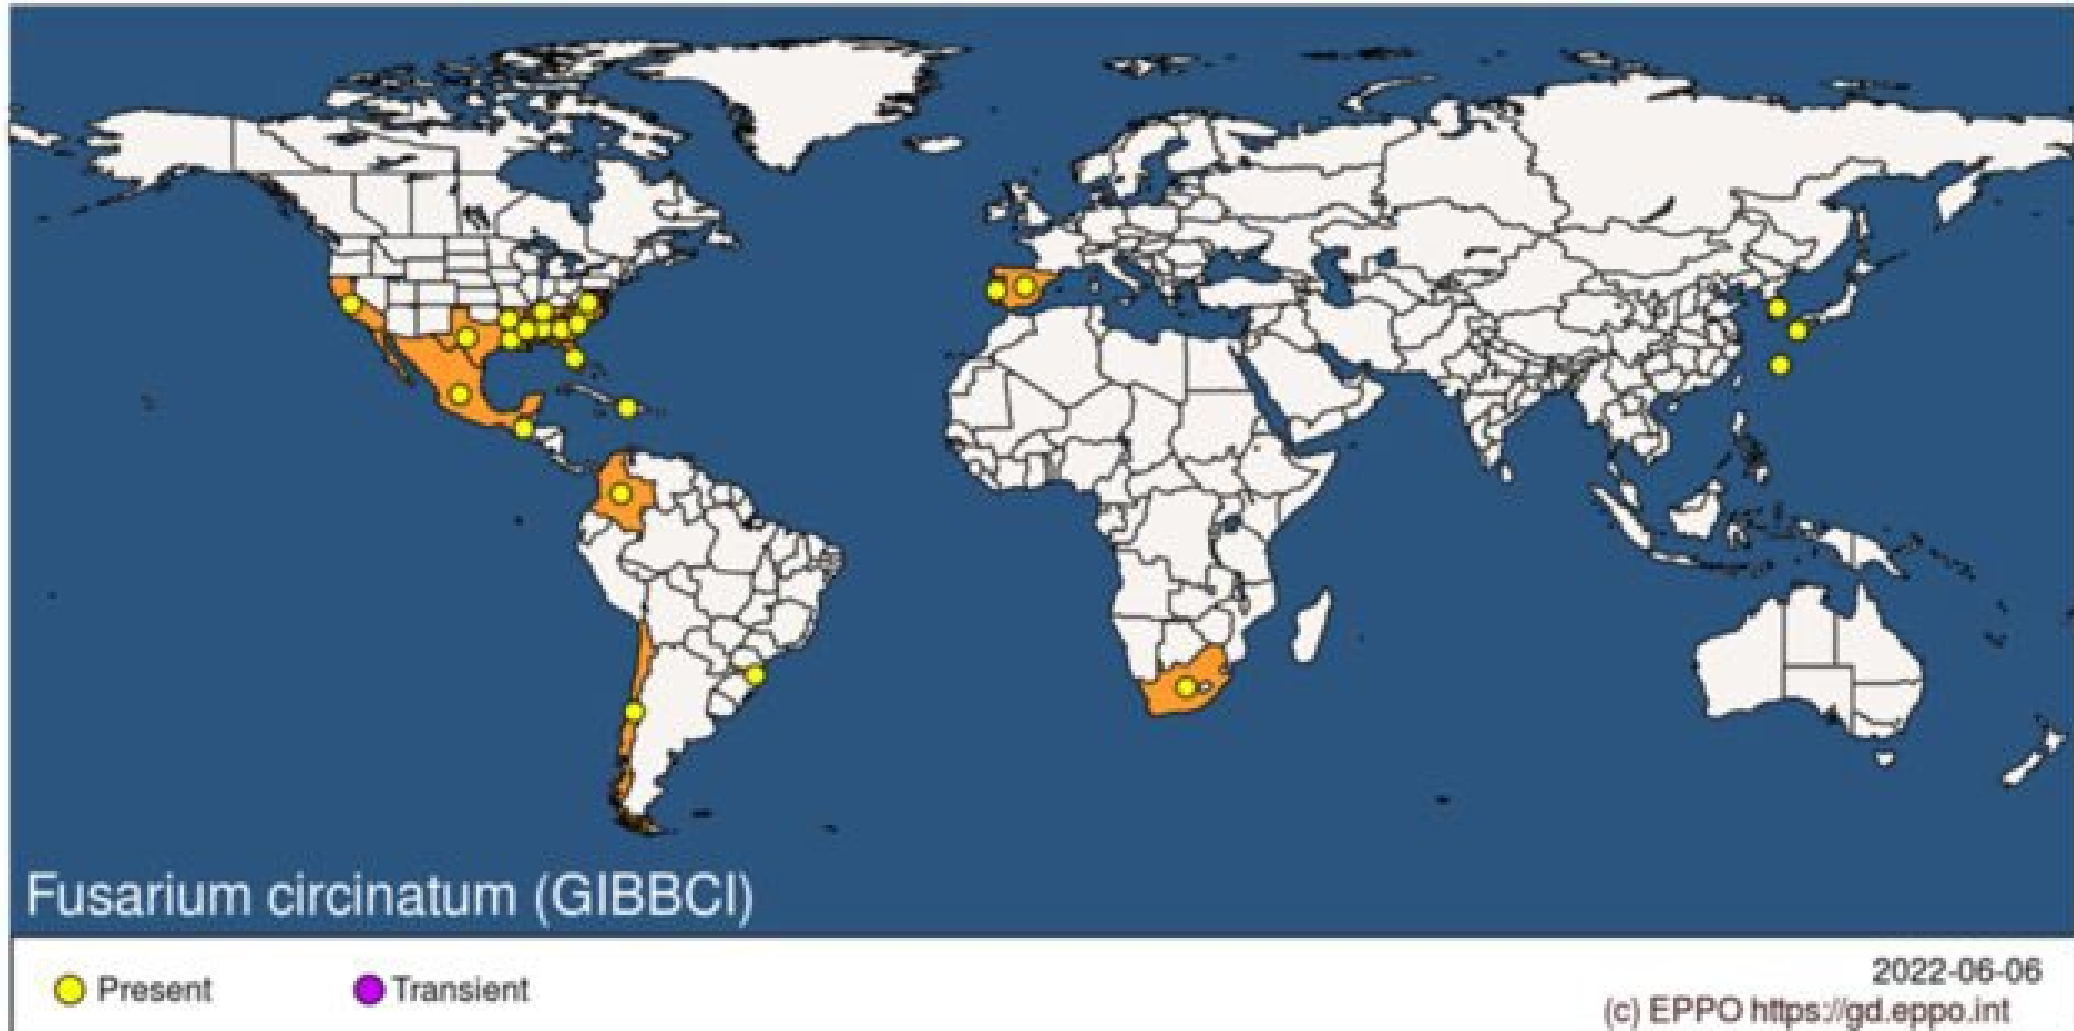 Fusarium circinatum (GIBBCI)
Present
Transient
2022-06-06
(c) EPPO https://gd.eppo.int